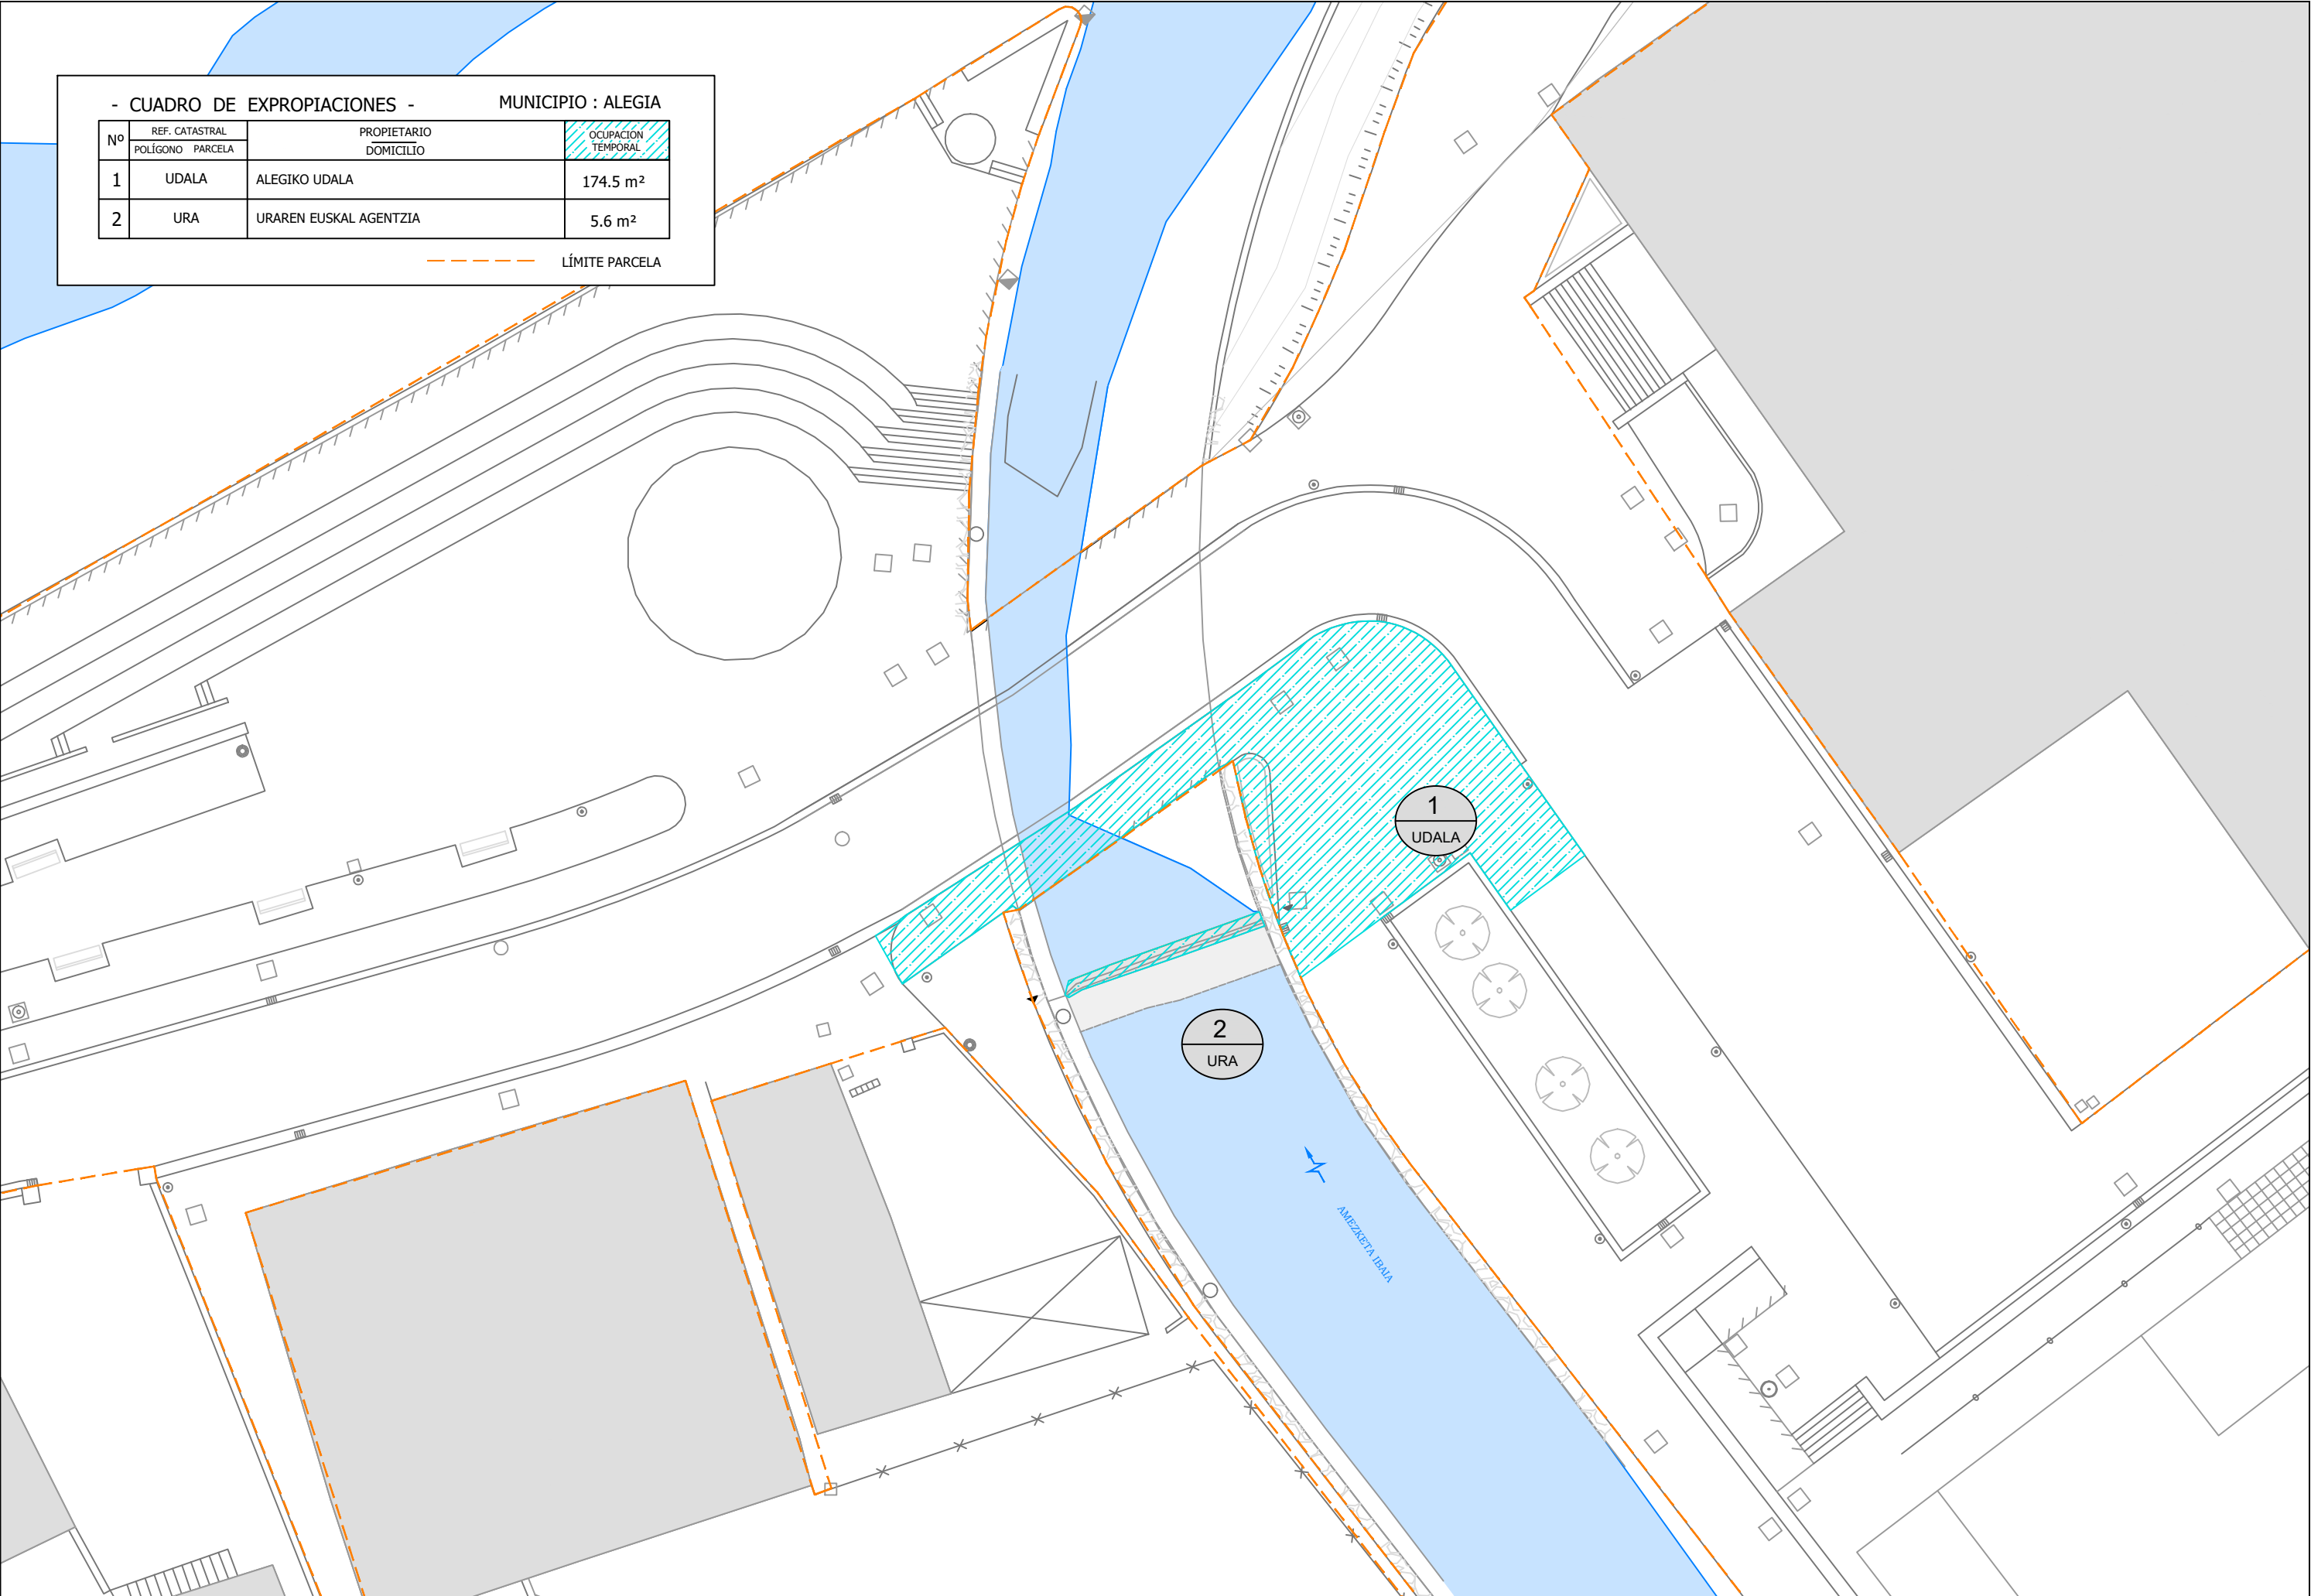 - CUADRO DE EXPROPIACIONES - MUNICIPIO : ALEGIA
Nº REF. CATASTRAL PROPIETARIO OCUPACION
POLÍGONO PARCELA DOMICILIO TEMPORAL
1 UDALA ALEGIKO UDALA 174.5 m²
2 URA URAREN EUSKAL AGENTZIA 5.6 m²
LÍMITE PARCELA
1
UDALA
2
URA
AMEZKETA IBAIA